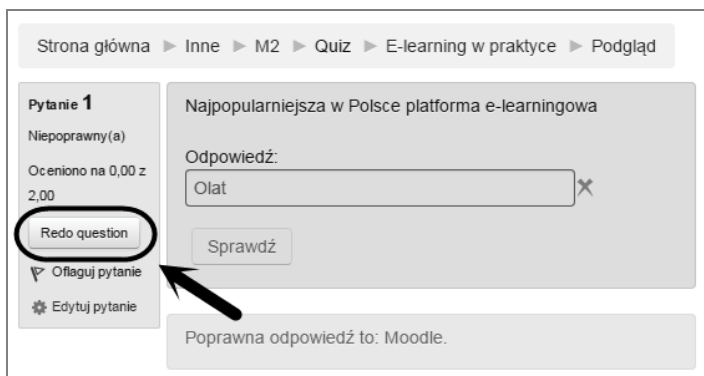 Strona główna ▶ Inne ▶ M2 ▶ Quiz ▶ E-learning w praktyce ▶ Podgląd
Pytanie 1
Niepoprawny(a)
Oceniono na 0,00 z
2,00
Redo question
Oflaguj pytanie
Edytuj pytanie
Najpopularniejsza w Polsce platforma e-learningowa
Odpowiedź:
Olat
Sprawdź
Poprawna odpowiedź to: Moodle.